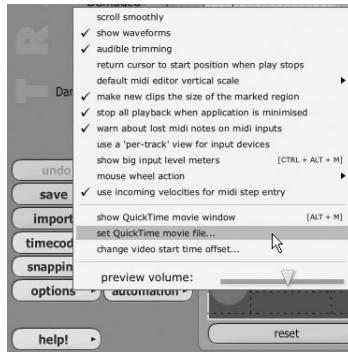 Damaged
scroll smoothly
✓ show waveforms
✓ audible trimming
return cursor to start position when play stops
default midi editor vertical scale
✓ make new clips the size of the marked region
✓ stop all playback when application is minimised
✓ warn about lost midi notes on midi inputs
use a 'per-track' view for input devices
show big input level meters [CTRL + ALT + M]
mouse wheel action
✓ use incoming velocities for midi step entry
show QuickTime movie window [ALT + M]
set QuickTime movie file...
change video start time offset...
preview volume:
TRA
Dar
undo
save
import
timecod
snappin
options
automation
help!
reset